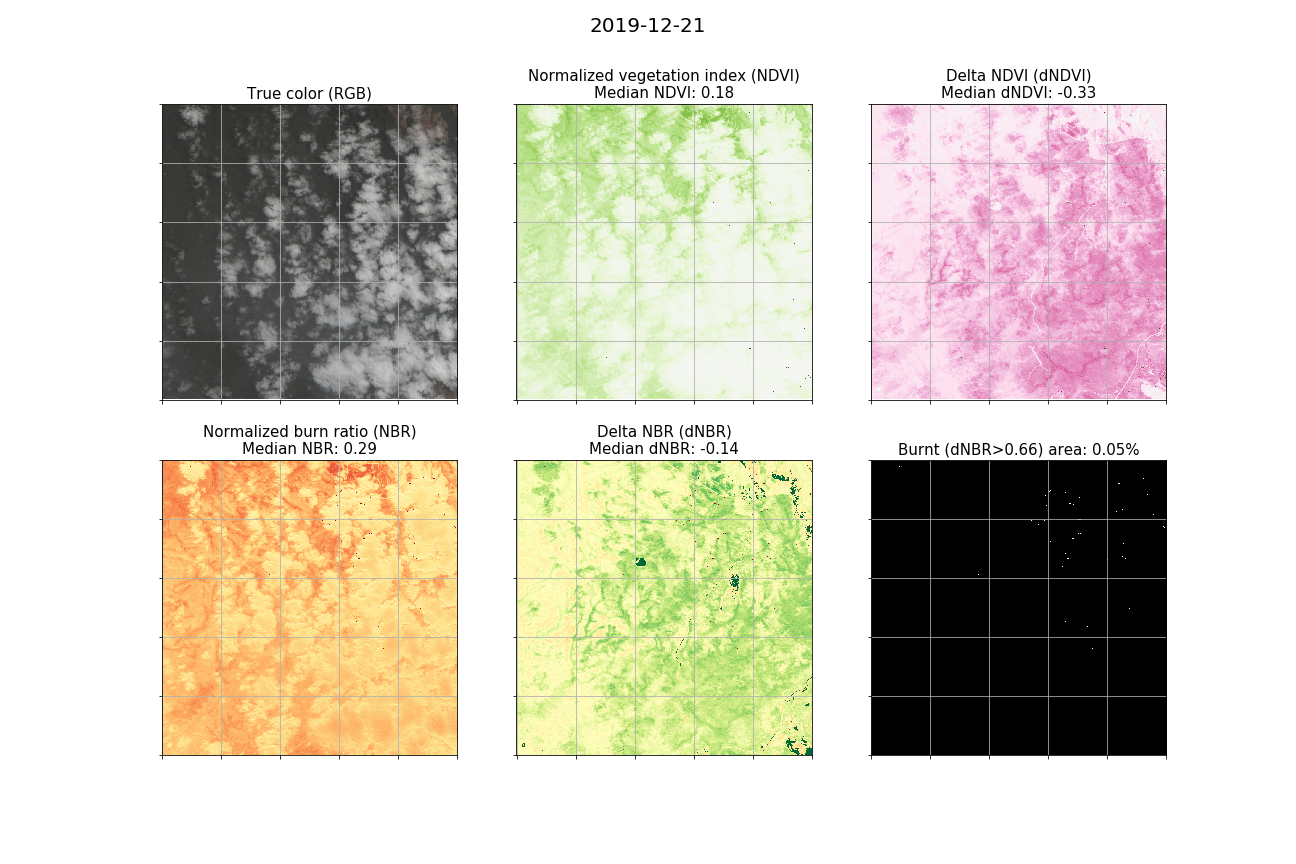 2019-12-21
True color (RGB)
Normalized vegetation index (NDVI)
Median NDVI: 0.18
Delta NDVI (dNDVI)
Median dNDVI: -0.33
Normalized burn ratio (NBR)
Median NBR: 0.29
Delta NBR (dNBR)
Median dNBR: -0.14
Burnt (dNBR>0.66) area: 0.05%